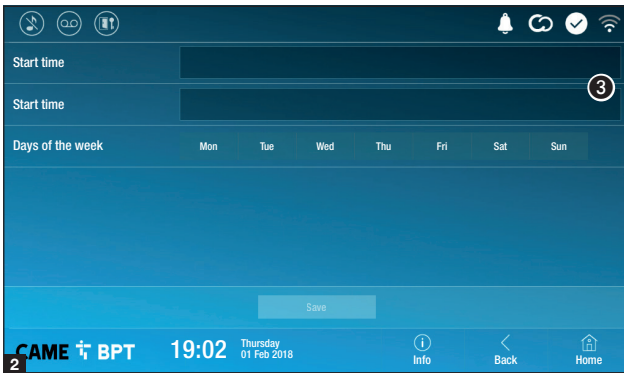 Start time
3
Start time
Days of the week Mon Tue Wed Thu Fri Sat Sun
Save
CAME BPT 19:02 Thursday
01 Feb 2018
Info Back Home
2